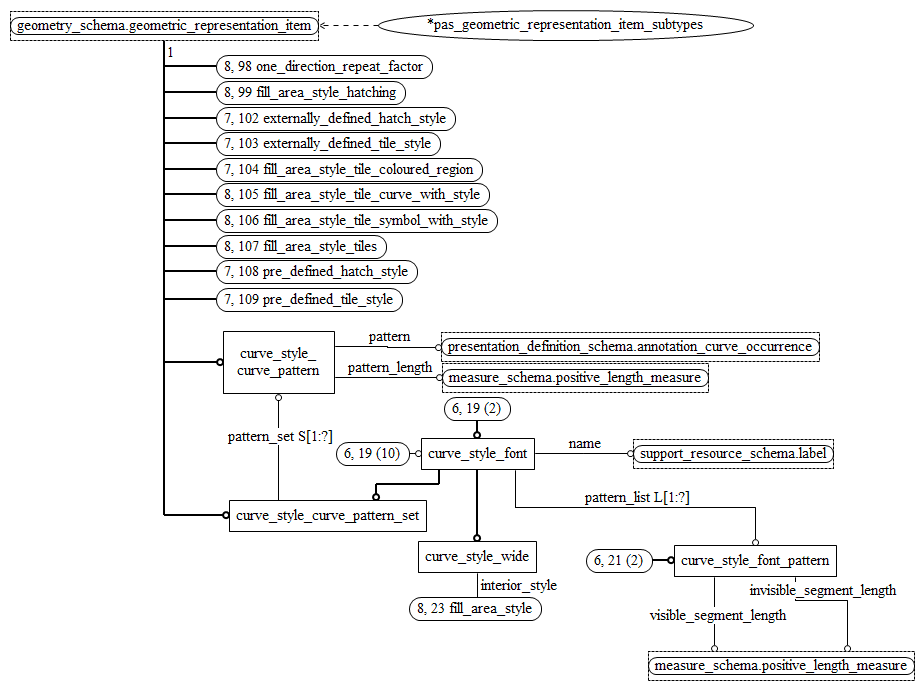 geometry_schema.geometric_representation_item
*pas_geometric_representation_item_subtypes
1
8, 98 one_direction_repeat_factor
8, 99 fill_area_style_hatching
7, 102 externally_defined_hatch_style
7, 103 externally_defined_tile_style
7, 104 fill_area_style_tile_coloured_region
8, 105 fill_area_style_tile_curve_with_style
8, 106 fill_area_style_tile_symbol_with_style
8, 107 fill_area_style_tiles
7, 108 pre_defined_hatch_style
7, 109 pre_defined_tile_style
curve_style_
curve_pattern
pattern
presentation_definition_schema.annotation_curve_occurrence
pattern_length
measure_schema.positive_length_measure
6, 19 (2)
pattern_set S[1:?]
6, 19 (10)
curve_style_font
name
support_resource_schema.label
pattern_list L[1:?]
curve_style_curve_pattern_set
curve_style_wide
6, 21 (2)
curve_style_font_pattern
interior_style
invisible_segment_length
8, 23 fill_area_style
visible_segment_length
measure_schema.positive_length_measure